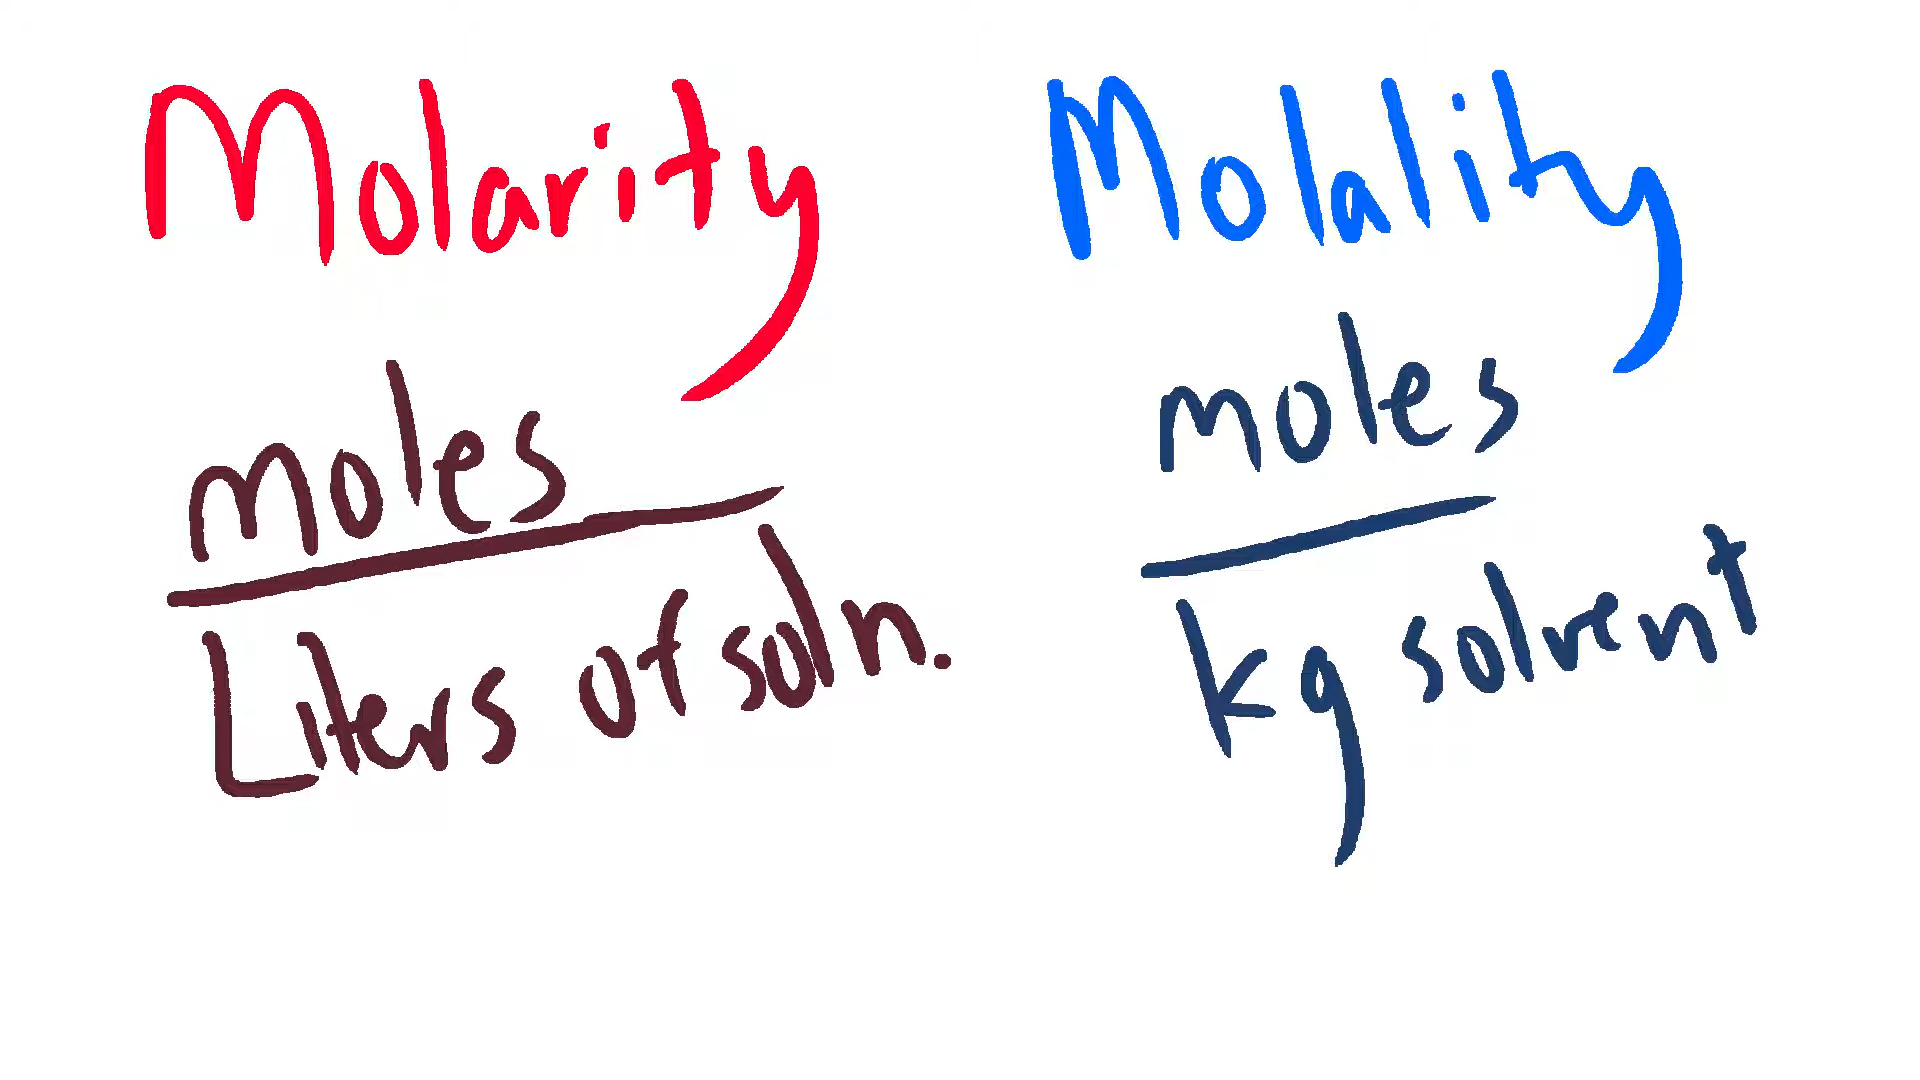 Molarity
moles
Liters of soln.
Molality
moles
kg solvent